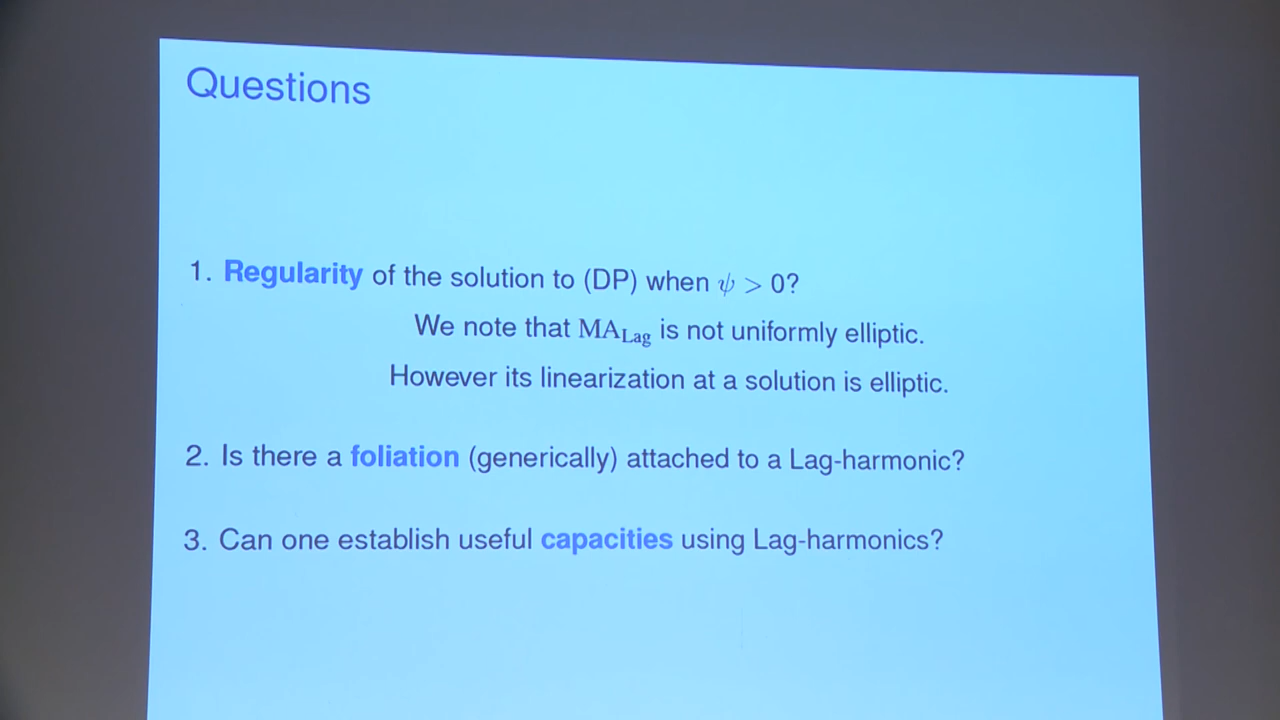 Questions
1. Regularity of the solution to (DP) when ψ > 0?
We note that MA_Lag is not uniformly elliptic.
However its linearization at a solution is elliptic.
2. Is there a foliation (generically) attached to a Lag-harmonic?
3. Can one establish useful capacities using Lag-harmonics?